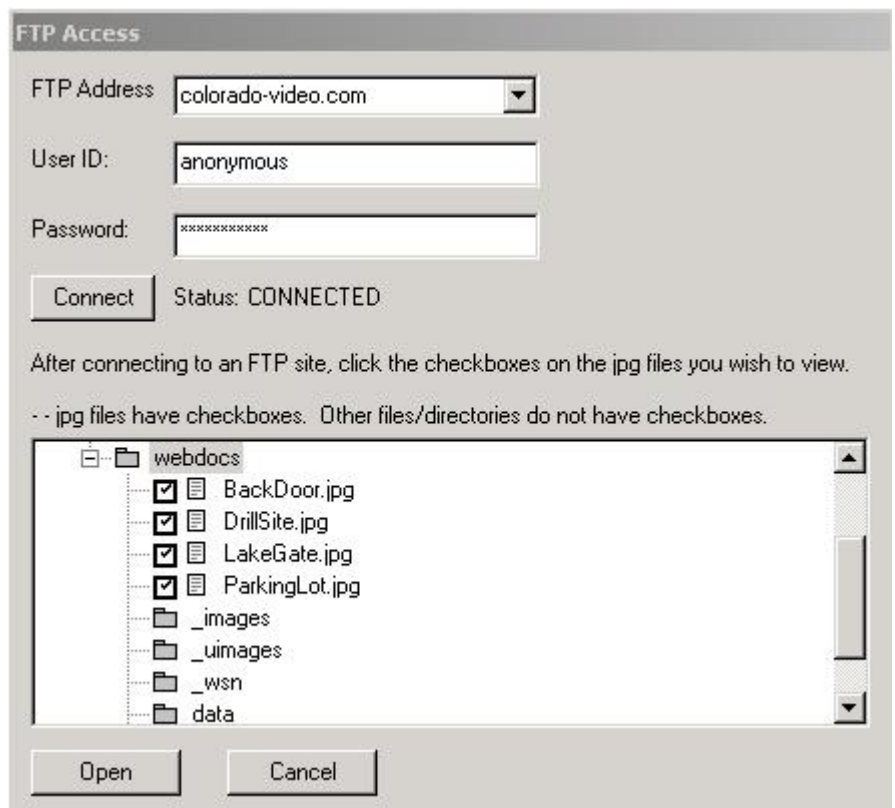 FTP Access
FTP Address colorado-video.com
User ID: anonymous
Password: ***********
Connect Status: CONNECTED
After connecting to an FTP site, click the checkboxes on the jpg files you wish to view.
- - jpg files have checkboxes. Other files/directories do not have checkboxes.
webdocs
BackDoor.jpg
DrillSite.jpg
LakeGate.jpg
ParkingLot.jpg
_images
_uimages
_wsn
data
Open Cancel